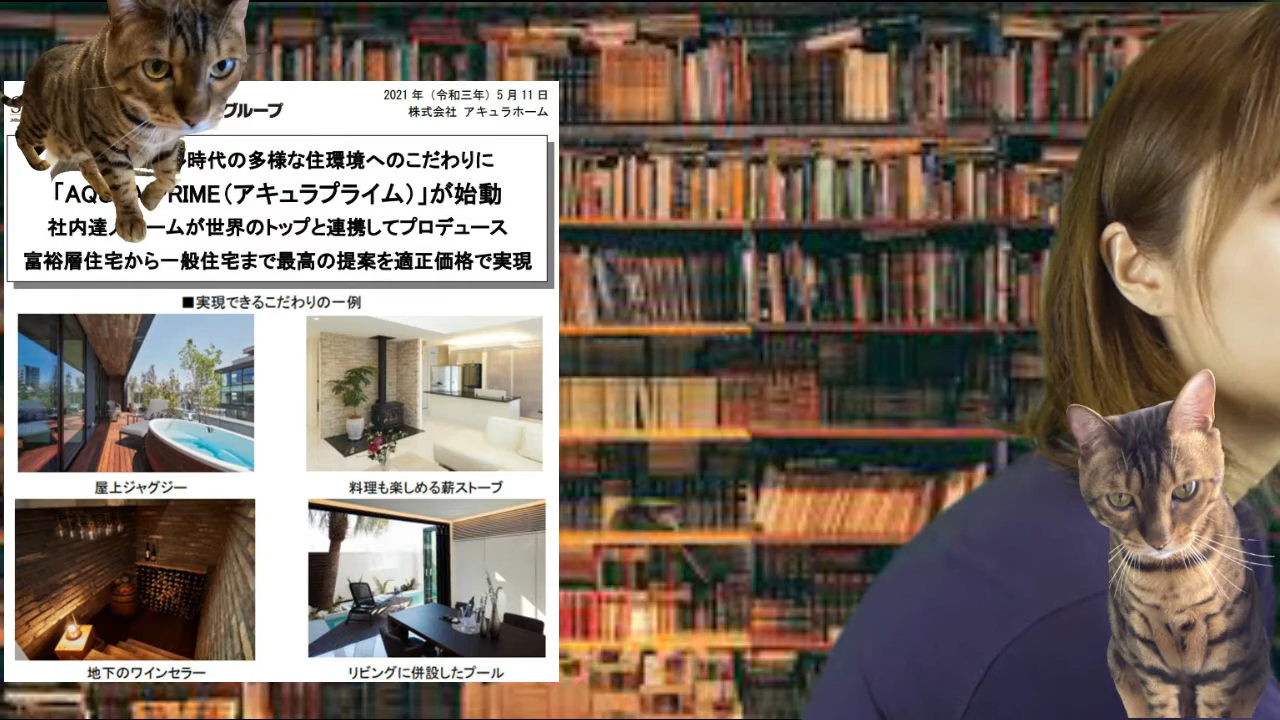 グループ
2021年（令和三年）5月11日
株式会社 アキュラホーム
時代の多様な住環境へのこだわりに
RIME（アキュラプライム）」が始動
社内達 ームが世界のトップと連携してプロデュース
富裕層住宅から一般住宅まで最高の提案を適正価格で実現
■実現できるこだわりの一例
屋上ジャグジー
料理も楽しめる薪ストーブ
地下のワインセラー
リビングに併設したプール